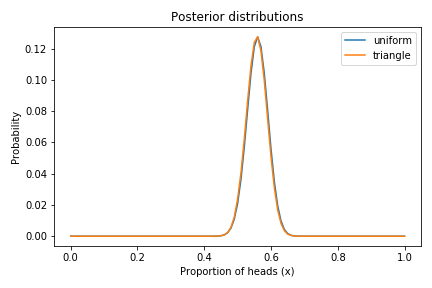 Posterior distributions
uniform
triangle
Probability
0.12
0.10
0.08
0.06
0.04
0.02
0.00
0.0 0.2 0.4 0.6 0.8 1.0
Proportion of heads (x)